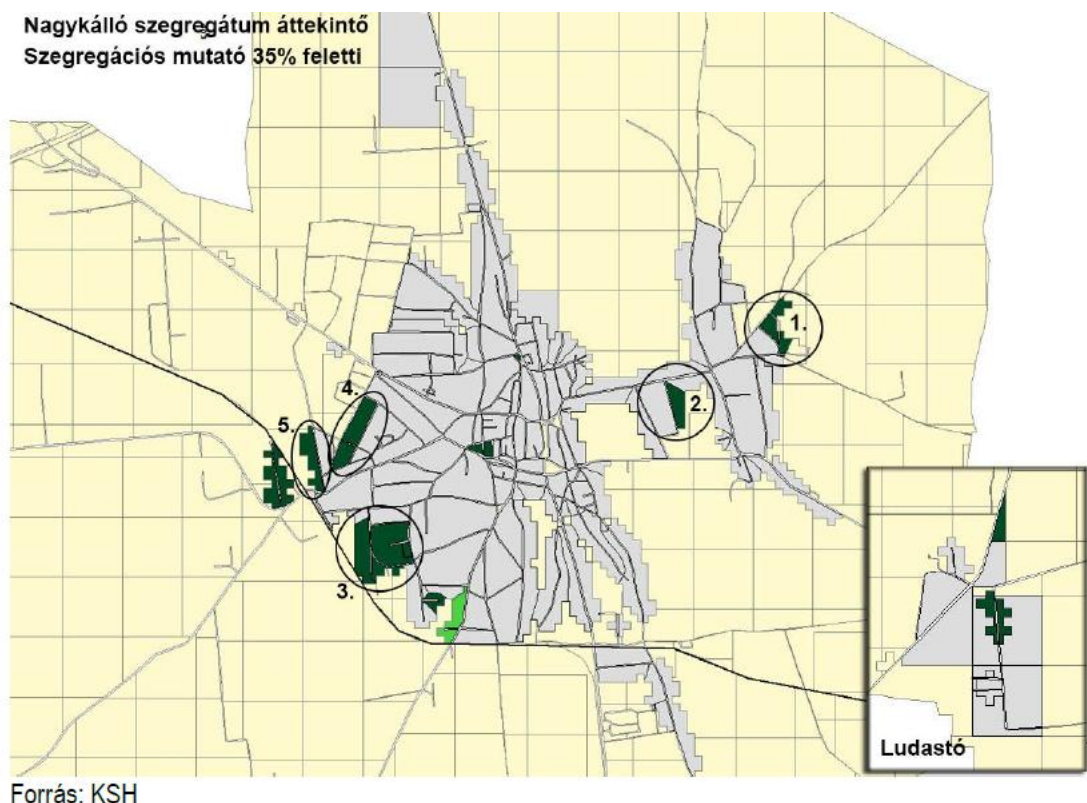 Nagykálló szegregátum áttekintő
Szegregációs mutató 35% feletti
1.
2.
4.
5.
3.
Ludastó
Forrás: KSH